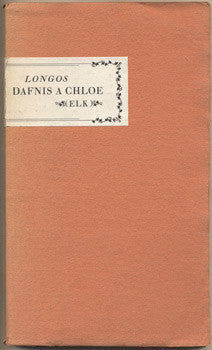 LONGOS
DAFNIS A CHLOE
(ELK)